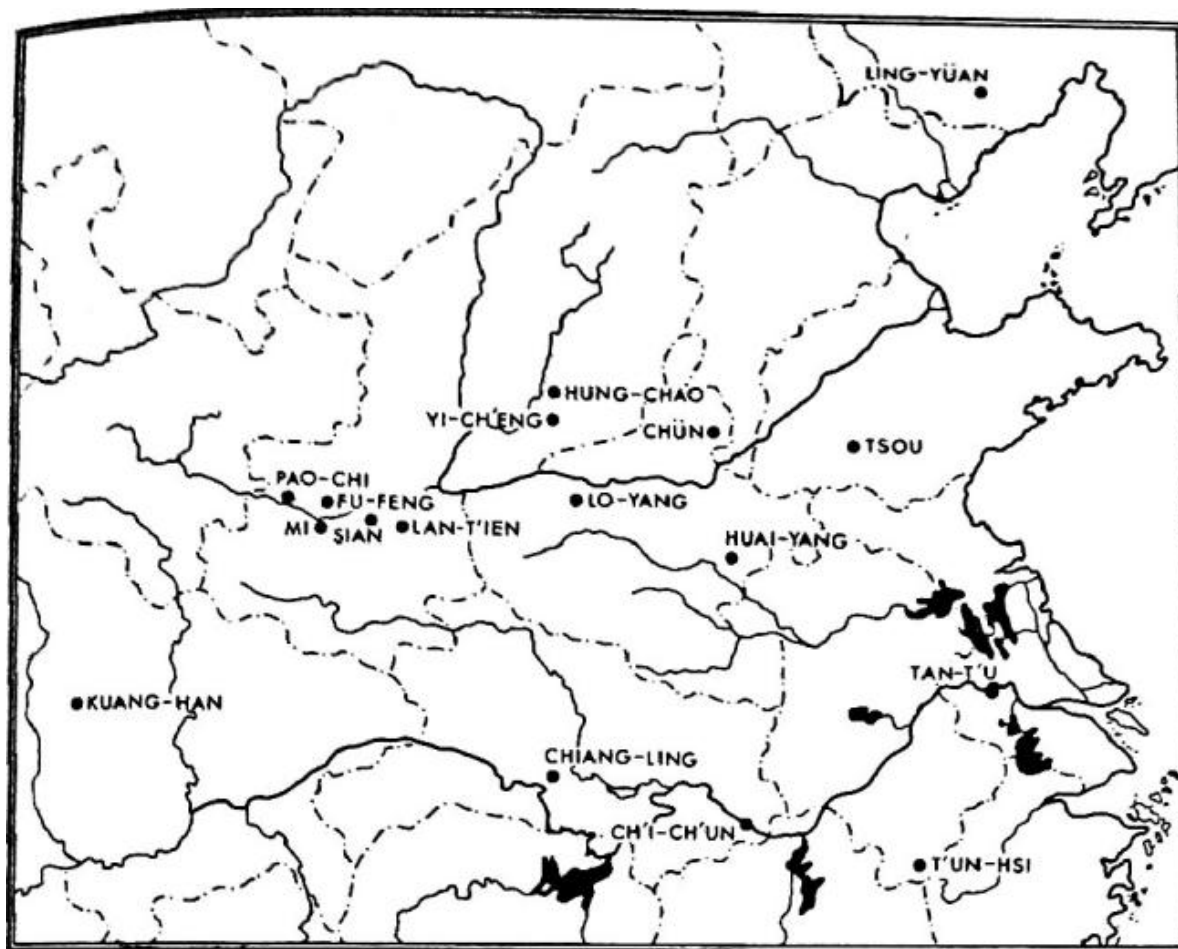 LING-YÜAN
HUNG-CHAO
YI-CH'ENG
CHÜN
TSOU
PAO-CHI
FU-FENG
LO-YANG
MI
SIAN
LAN-T'IEN
HUAI-YANG
TAN-T'U
KUANG-HAN
CHIANG-LING
CH'I-CH'UN
T'UN-HSI